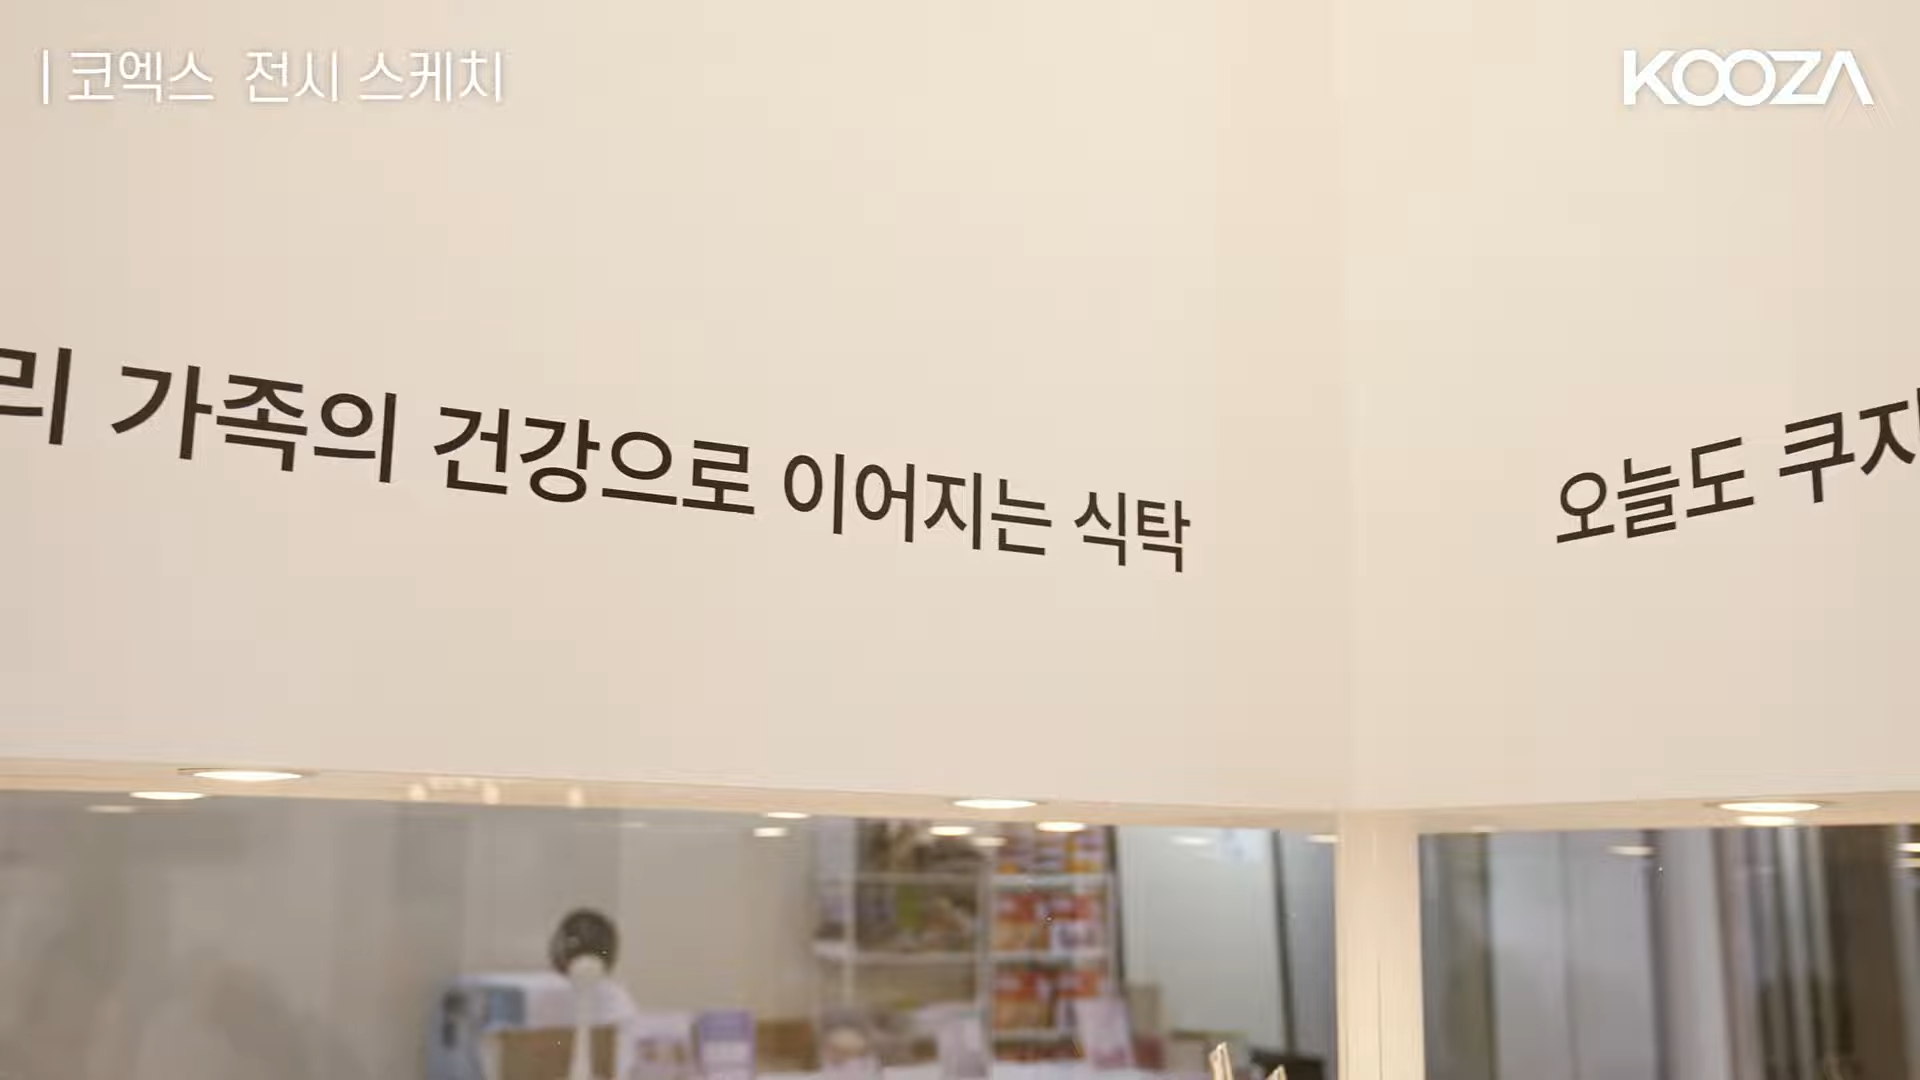 | 코엑스 전시 스케치
KOOZA
리 가족의 건강으로 이어지는 식탁
오늘도 쿠자